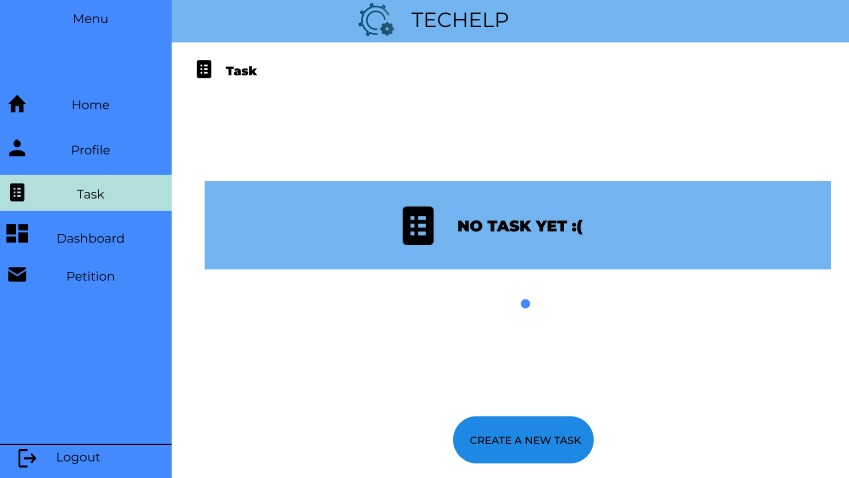 Menu
TECHELP
Task
Home
Profile
Task
Dashboard
Petition
NO TASK YET :(
CREATE A NEW TASK
Logout